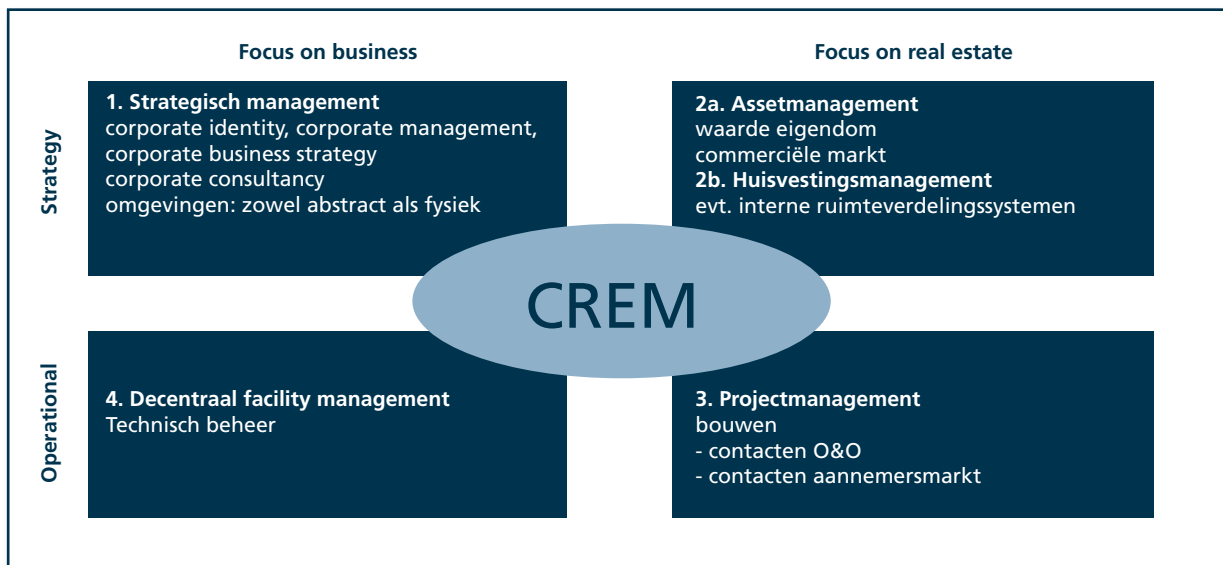 Focus on business
Focus on real estate
Strategy
1. Strategisch management
corporate identity, corporate management,
corporate business strategy
corporate consultancy
omgevingen: zowel abstract als fysiek
2a. Assetmanagement
waarde eigendom
commerciële markt
2b. Huisvestingsmanagement
evt. interne ruimteverdelingssystemen
CREM
Operational
4. Decentraal facility management
Technisch beheer
3. Projectmanagement
bouwen
- contacten O&O
- contacten aannemersmarkt